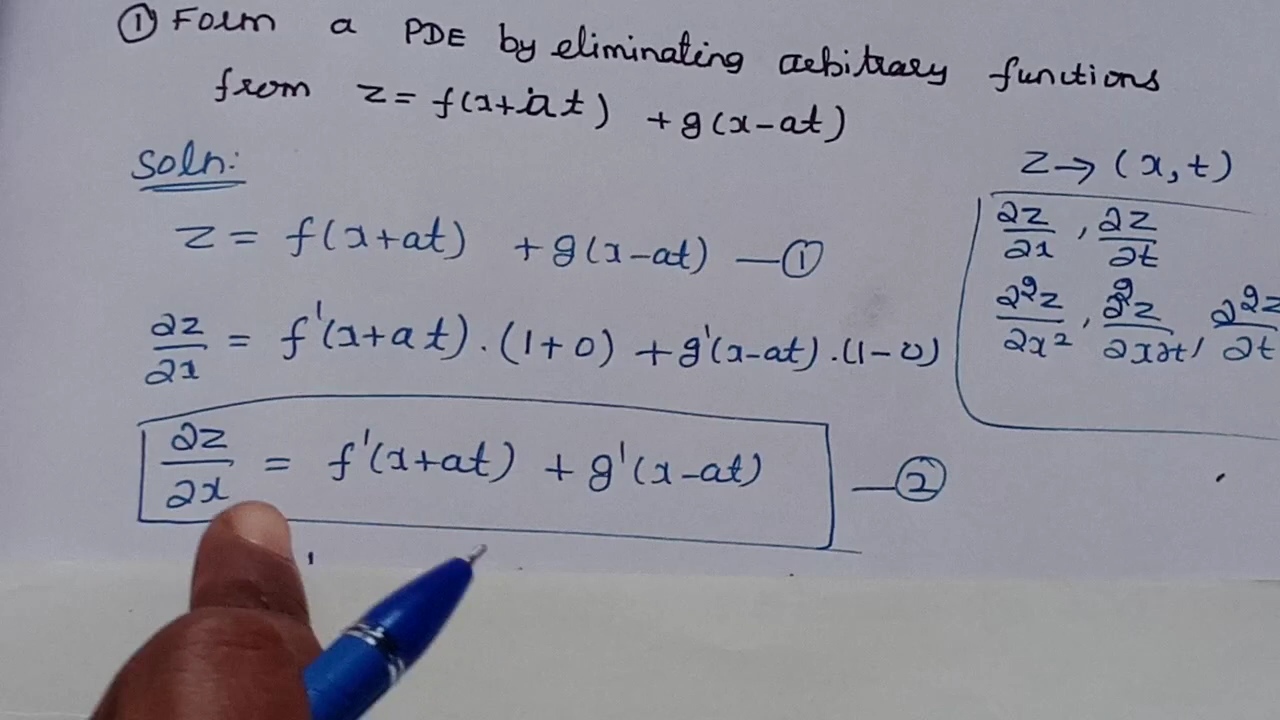 ① Form a PDE by eliminating arbitrary functions
from z = f(x+at) + g(x-at)
Soln:
z = f(x+at) + g(x-at) —①
∂z/∂x = f'(x+at).(1+0) + g'(x-at).(1-0)
∂z/∂x = f'(x+at) + g'(x-at) —②
z → (x, t)
∂z/∂x , ∂z/∂t
∂²z/∂x² , ∂²z/∂x∂t , ∂²z/∂t